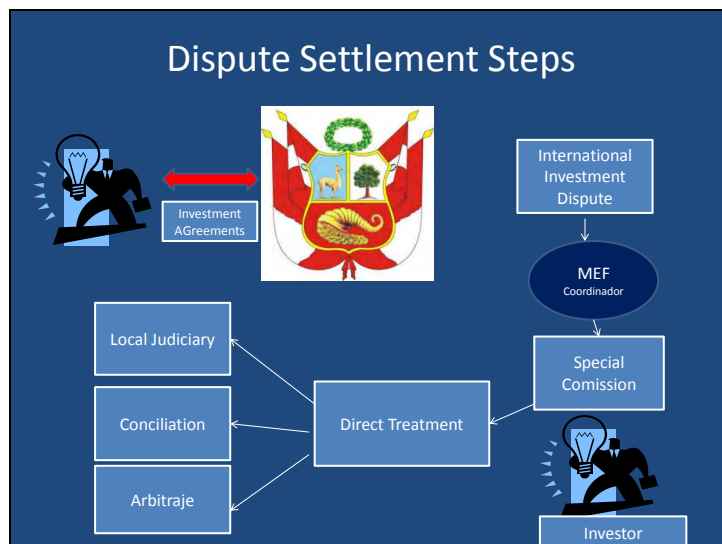 Dispute Settlement Steps
Investment
AGreements
International
Investment
Dispute
MEF
Coordinador
Special
Comission
Direct Treatment
Local Judiciary
Conciliation
Arbitraje
Investor